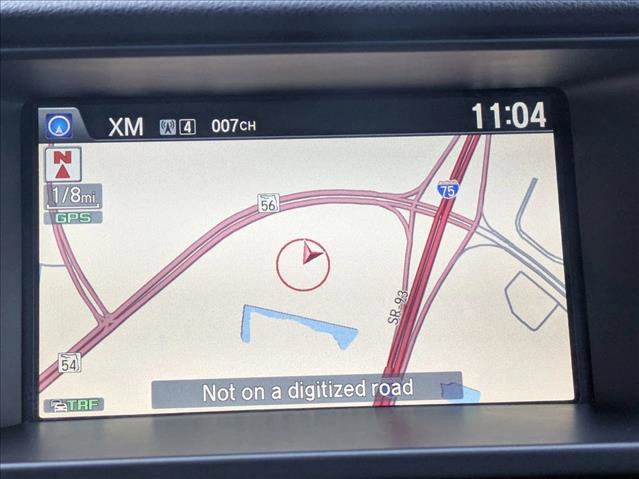 XM 4 007CH 11:04
N
1/8mi
GPS
56
75
SR-93
54
Not on a digitized road
TRF